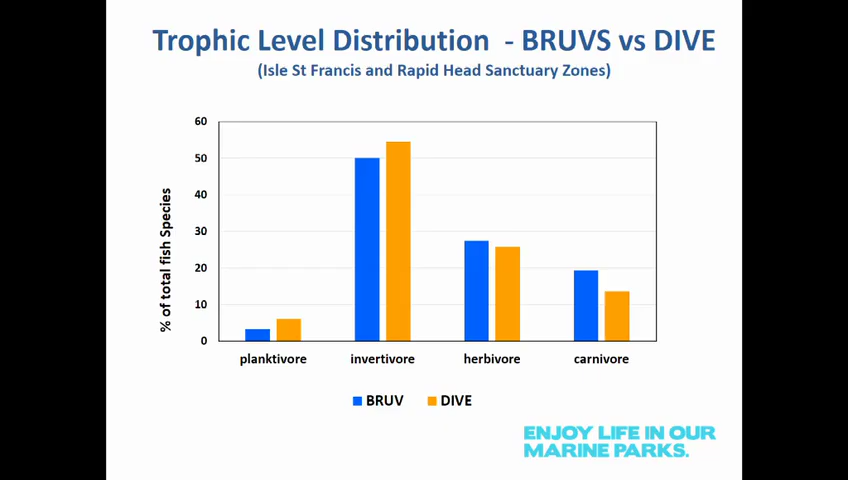 Trophic Level Distribution - BRUVS vs DIVE
(Isle St Francis and Rapid Head Sanctuary Zones)
% of total fish Species
60
50
40
30
20
10
0
planktivore invertivore herbivore carnivore
BRUV DIVE
ENJOY LIFE IN OUR
MARINE PARKS.